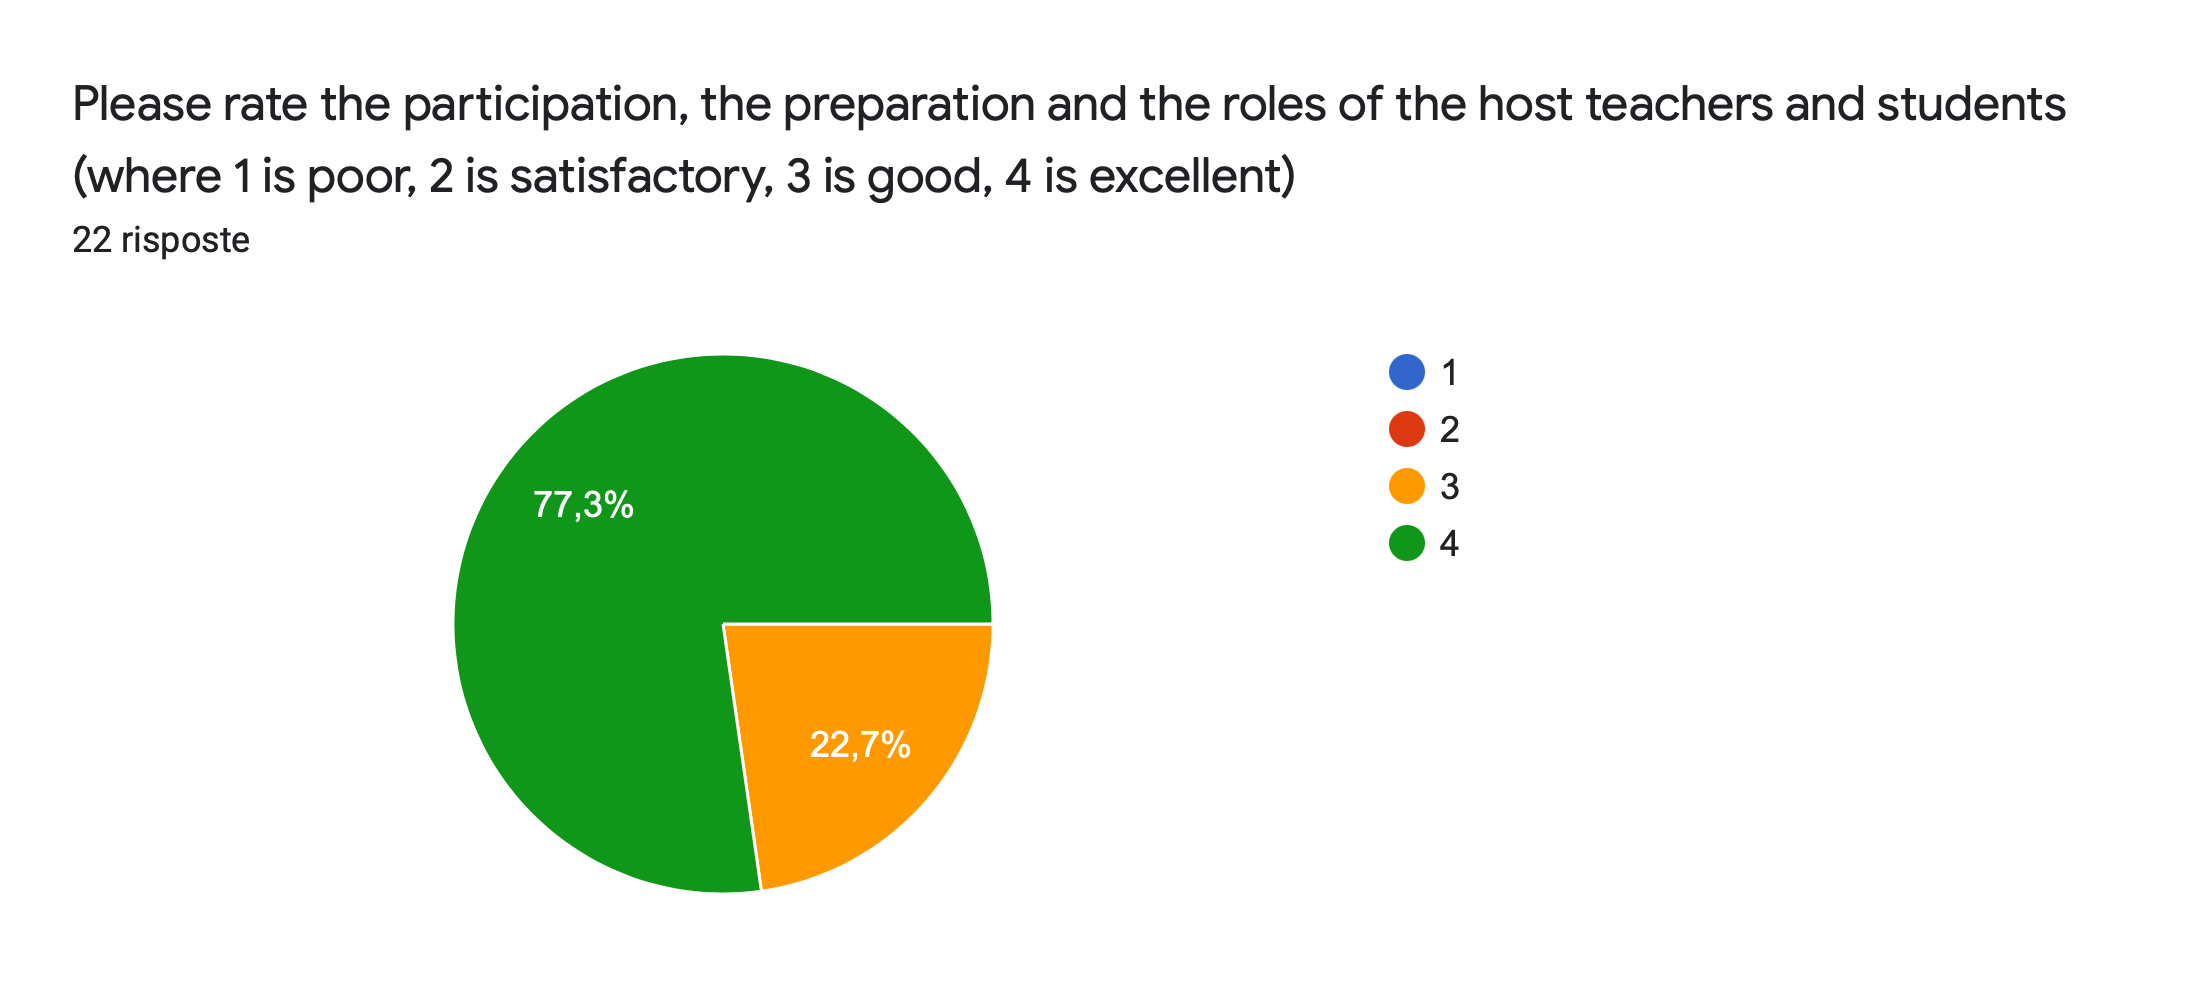 Please rate the participation, the preparation and the roles of the host teachers and students
(where 1 is poor, 2 is satisfactory, 3 is good, 4 is excellent)
22 risposte
1
2
3
4
77,3%
22,7%